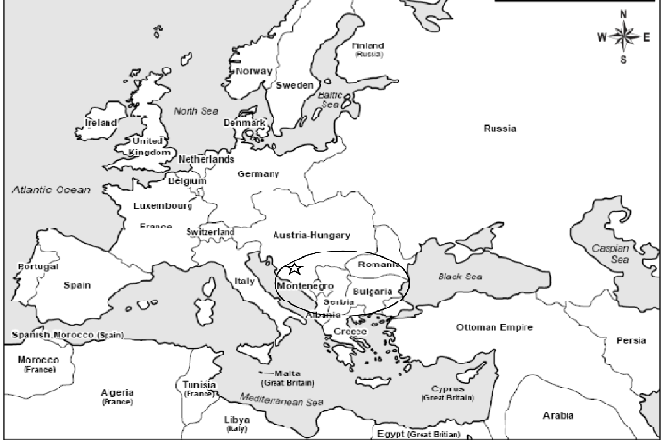 N
W E
S
Finland
(Russia)
Norway
Sweden
Baltic
Sea
North Sea
Ireland
Denmark
Russia
United
Kingdom
Netherlands
Belgium
Germany
Atlantic Ocean
Luxembourg
France
Switzerland
Austria-Hungary
Caspian
Sea
Portugal
Spain
Italy
Romania
Montenegro
Bulgaria
Serbia
Black Sea
Albania
Greece
Ottoman Empire
Persia
Spanish Morocco (Spain)
Morocco
(France)
Algeria
(France)
Tunisia
(France)
Malta
(Great Britain)
Mediterranean Sea
Cyprus
(Great Britain)
Libya
(Italy)
Egypt (Great Britian)
Arabia